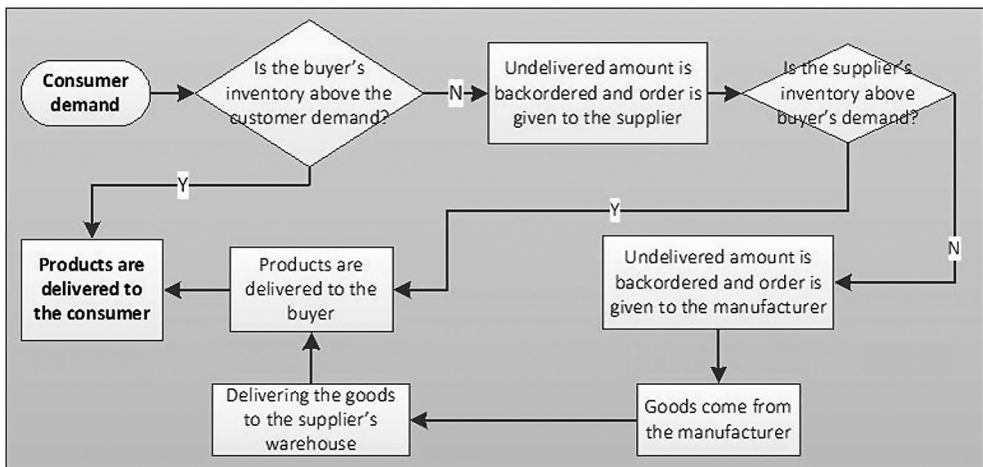 Consumer
demand
Is the buyer's
inventory above the
customer demand?
N
Undelivered amount is
backordered and order is
given to the supplier
Is the supplier's
inventory above
buyer's demand?
Y
Y
N
Products are
delivered to
the consumer
Products are
delivered to the
buyer
Undelivered amount is
backordered and order is
given to the manufacturer
Delivering the goods
to the supplier's
warehouse
Goods come from
the manufacturer